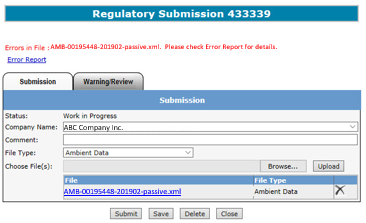 Regulatory Submission 433339
Errors in File : AMB-00195448-201902-passive.xml. Please check Error Report for details.
Error Report
Submission Warning/Review
Submission
Status: Work in Progress
Company Name: ABC Company Inc.
Comment:
File Type: Ambient Data
Choose File(s): Browse... Upload
File File Type
AMB-00195448-201902-passive.xml Ambient Data
Submit Save Delete Close